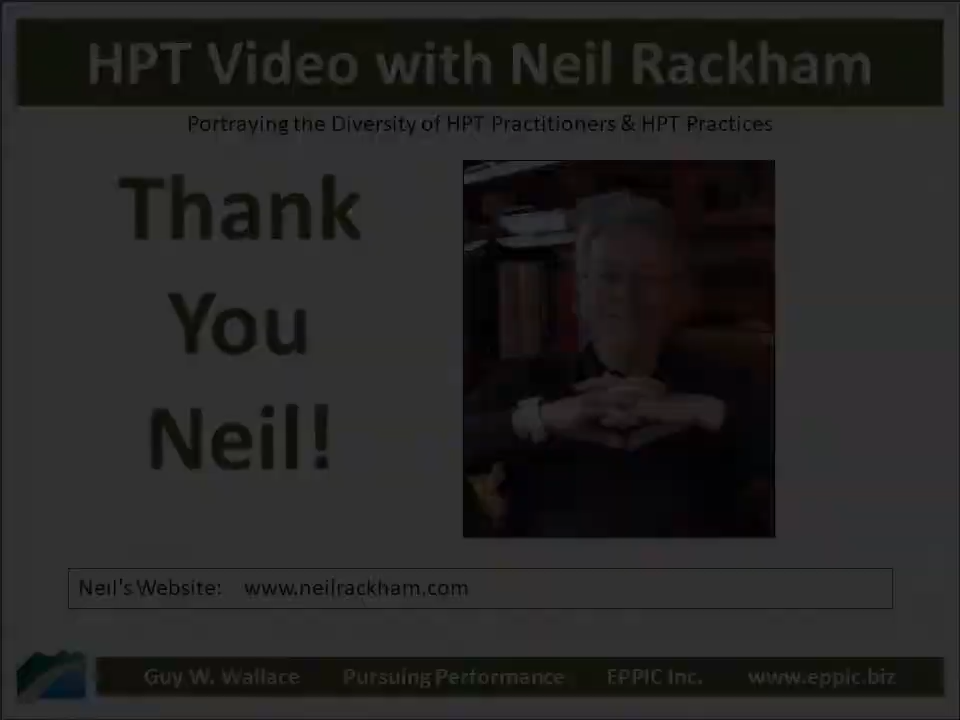 HPT Video with Neil Rackham
Portraying the Diversity of HPT Practitioners & HPT Practices
Thank
You
Neil!
Neil's Website: www.neilrackham.com
Guy W. Wallace Pursuing Performance EPPIC Inc. www.eppic.biz